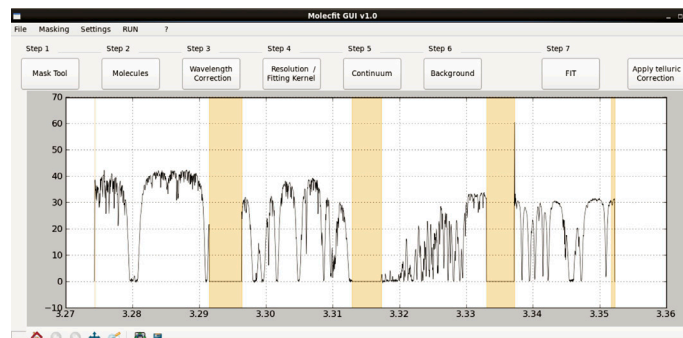 Molecfit GUI v1.0
File Masking Settings RUN ?
Step 1 Step 2 Step 3 Step 4 Step 5 Step 6 Step 7
Mask Tool Molecules Wavelength Correction Resolution / Fitting Kernel Continuum Background FIT Apply telluric Correction
70
60
50
40
30
20
10
0
−10
3.27 3.28 3.29 3.30 3.31 3.32 3.33 3.34 3.35 3.36